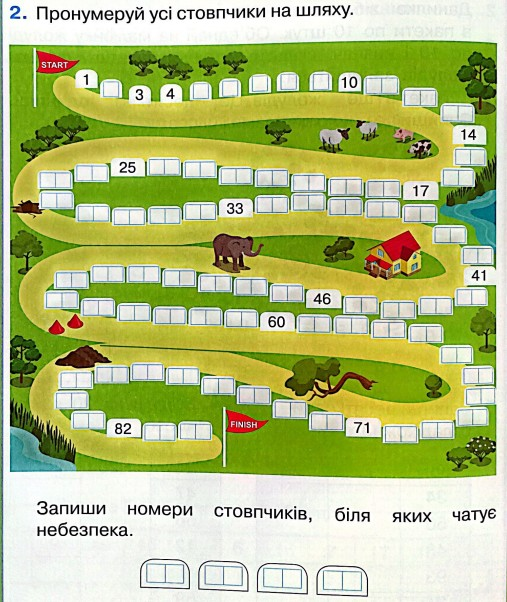 2. Пронумеруй усі стовпчики на шляху.
START
1
3
4
10
14
25
17
33
41
46
60
71
82
FINISH
Запиши номери стовпчиків, біля яких чатує
небезпека.